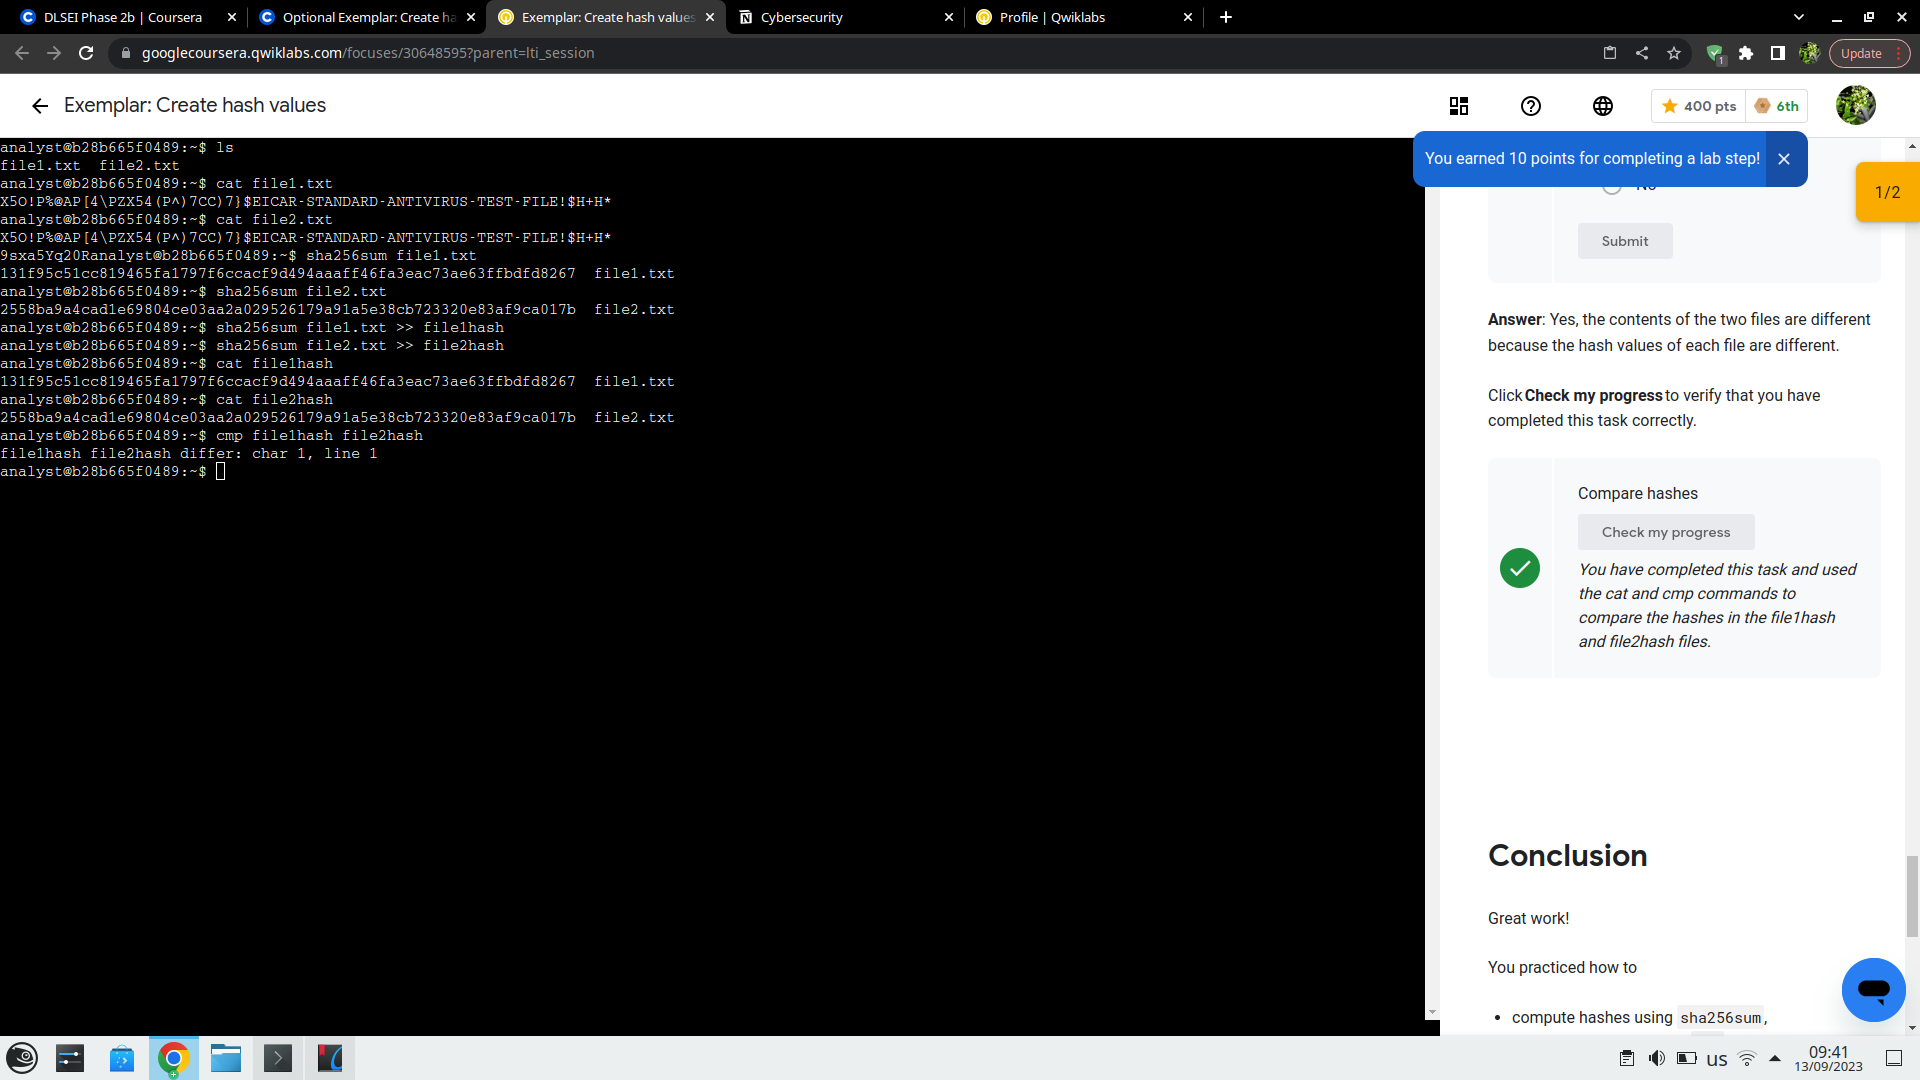 DLSEI Phase 2b | Coursera
Optional Exemplar: Create ha
Exemplar: Create hash values
Cybersecurity
Profile | Qwiklabs
googlecoursera.qwiklabs.com/focuses/30648595?parent=lti_session
1
Update
Exemplar: Create hash values
400 pts
6th
You earned 10 points for completing a lab step!
1/2
analyst@b28b665f0489:~$ ls
file1.txt  file2.txt
analyst@b28b665f0489:~$ cat file1.txt
X5O!P%@AP[4\PZX54(P^)7CC)7}$EICAR-STANDARD-ANTIVIRUS-TEST-FILE!$H+H*
analyst@b28b665f0489:~$ cat file2.txt
X5O!P%@AP[4\PZX54(P^)7CC)7}$EICAR-STANDARD-ANTIVIRUS-TEST-FILE!$H+H*
9sxa5Yq20Ranalyst@b28b665f0489:~$ sha256sum file1.txt
131f95c51cc819465fa1797f6ccacf9d494aaaff46fa3eac73ae63ffbdfd8267  file1.txt
analyst@b28b665f0489:~$ sha256sum file2.txt
2558ba9a4cad1e69804ce03aa2a029526179a91a5e38cb723320e83af9ca017b  file2.txt
analyst@b28b665f0489:~$ sha256sum file1.txt >> file1hash
analyst@b28b665f0489:~$ sha256sum file2.txt >> file2hash
analyst@b28b665f0489:~$ cat file1hash
131f95c51cc819465fa1797f6ccacf9d494aaaff46fa3eac73ae63ffbdfd8267  file1.txt
analyst@b28b665f0489:~$ cat file2hash
2558ba9a4cad1e69804ce03aa2a029526179a91a5e38cb723320e83af9ca017b  file2.txt
analyst@b28b665f0489:~$ cmp file1hash file2hash
file1hash file2hash differ: char 1, line 1
analyst@b28b665f0489:~$
No
Submit
Answer: Yes, the contents of the two files are different
because the hash values of each file are different.
Click Check my progress to verify that you have
completed this task correctly.
Compare hashes
Check my progress
You have completed this task and used
the cat and cmp commands to
compare the hashes in the file1hash
and file2hash files.
Conclusion
Great work!
You practiced how to
• compute hashes using sha256sum,
us
09:41
13/09/2023